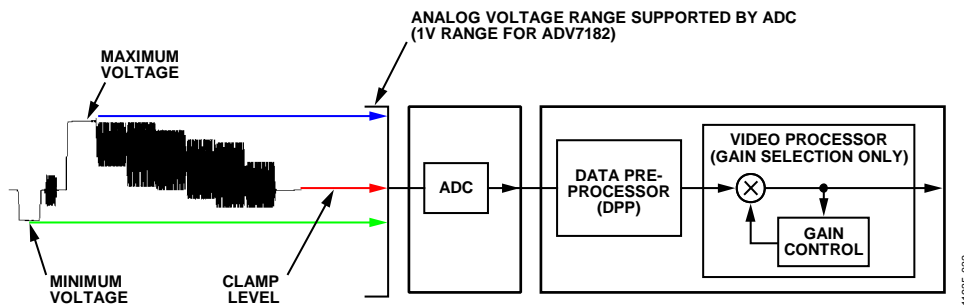 ANALOG VOLTAGE RANGE SUPPORTED BY ADC
(1V RANGE FOR ADV7182)
MAXIMUM
VOLTAGE
VIDEO PROCESSOR
(GAIN SELECTION ONLY)
ADC
DATA PRE-
PROCESSOR
(DPP)
GAIN
CONTROL
MINIMUM
VOLTAGE
CLAMP
LEVEL